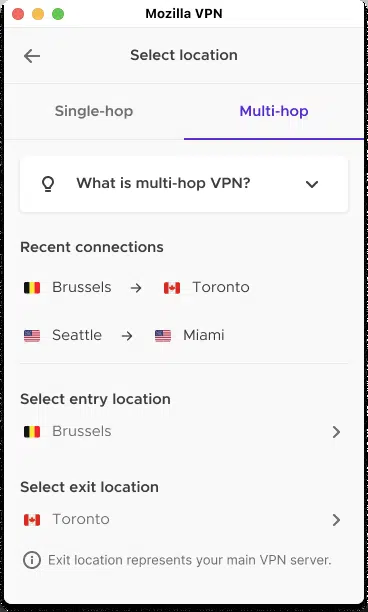 Mozilla VPN
Select location
Single-hop Multi-hop
What is multi-hop VPN?
Recent connections
Brussels → Toronto
Seattle → Miami
Select entry location
Brussels
Select exit location
Toronto
Exit location represents your main VPN server.